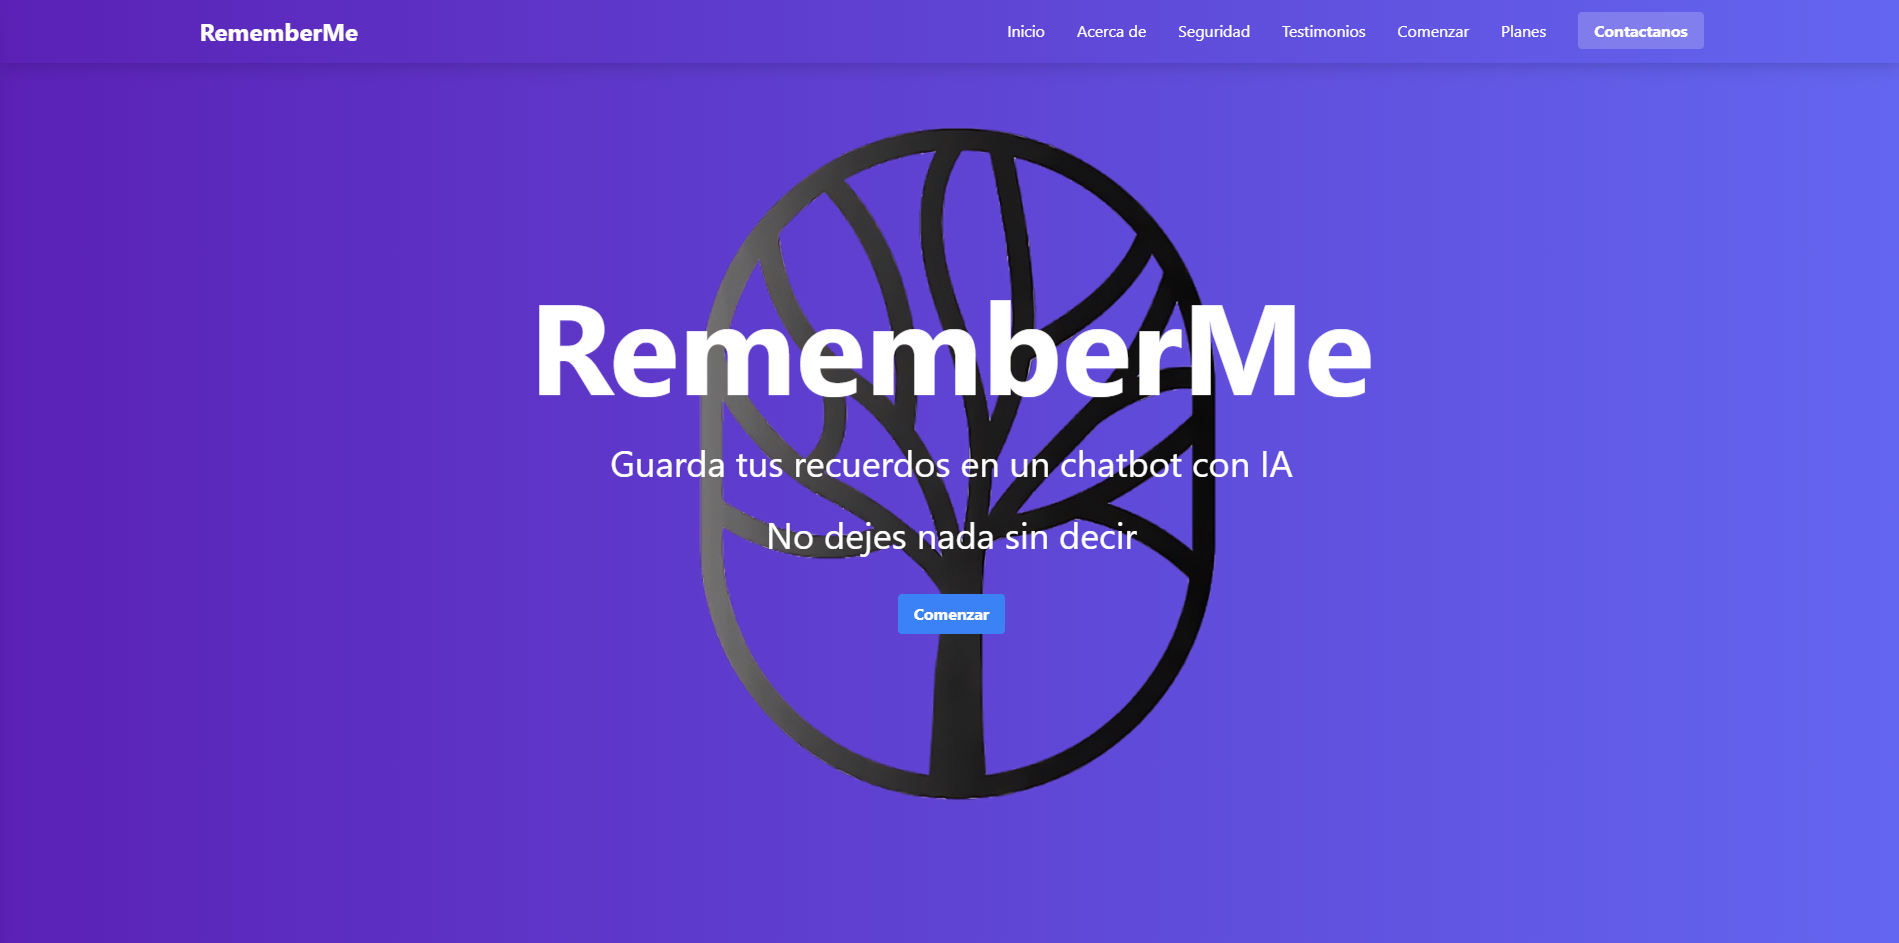 RememberMe
Inicio Acerca de Seguridad Testimonios Comenzar Planes Contactanos
RememberMe
Guarda tus recuerdos en un chatbot con IA
No dejes nada sin decir
Comenzar